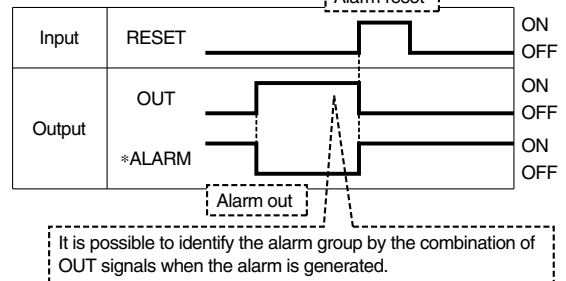 Alarm reset
Input RESET ON
OFF
Output OUT ON
OFF
*ALARM ON
OFF
Alarm out
It is possible to identify the alarm group by the combination of
OUT signals when the alarm is generated.